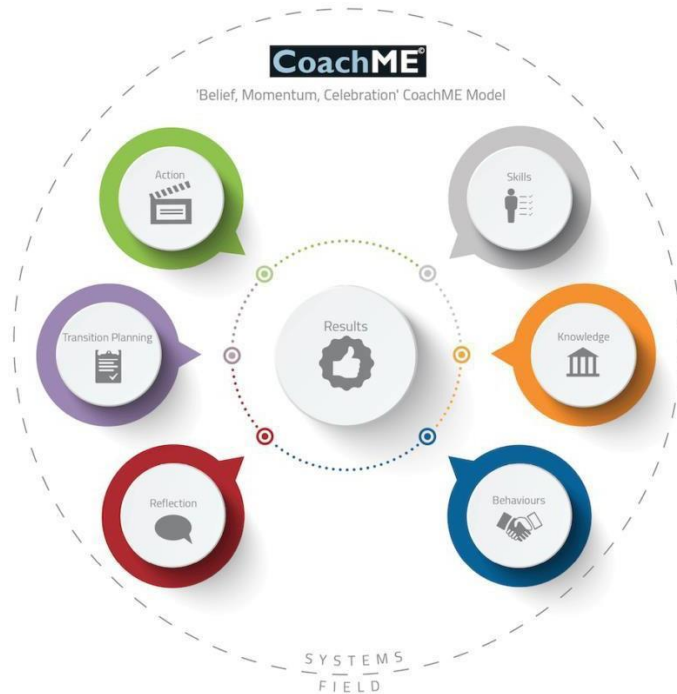 CoachME©
'Belief, Momentum, Celebration' CoachME Model
Action
Skills
Transition Planning
Results
Knowledge
Reflection
Behaviours
SYSTEMS
FIELD